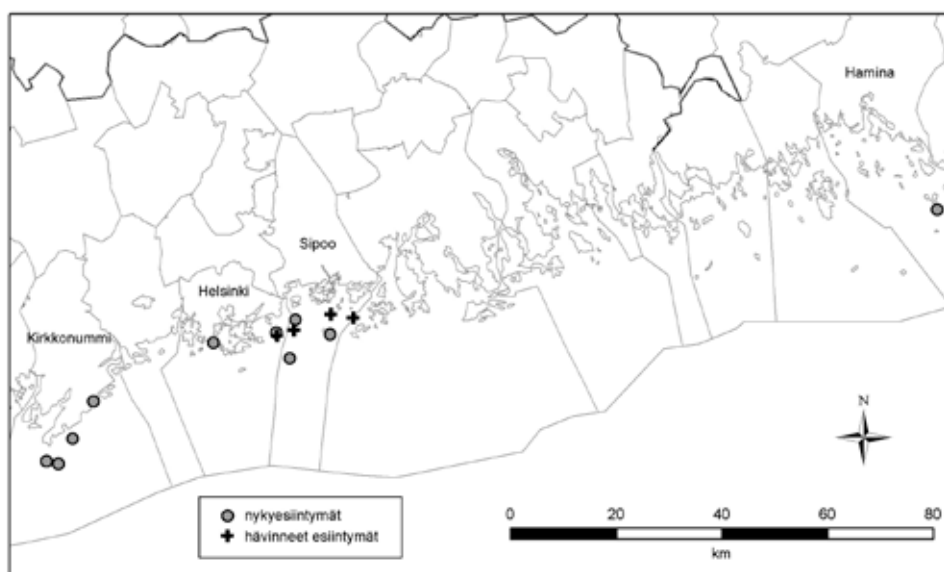 Hamina
Sipoo
Helsinki
Kirkkonummi
N
nykyesiintymät
hävinneet esiintymät
0 20 40 60 80
km